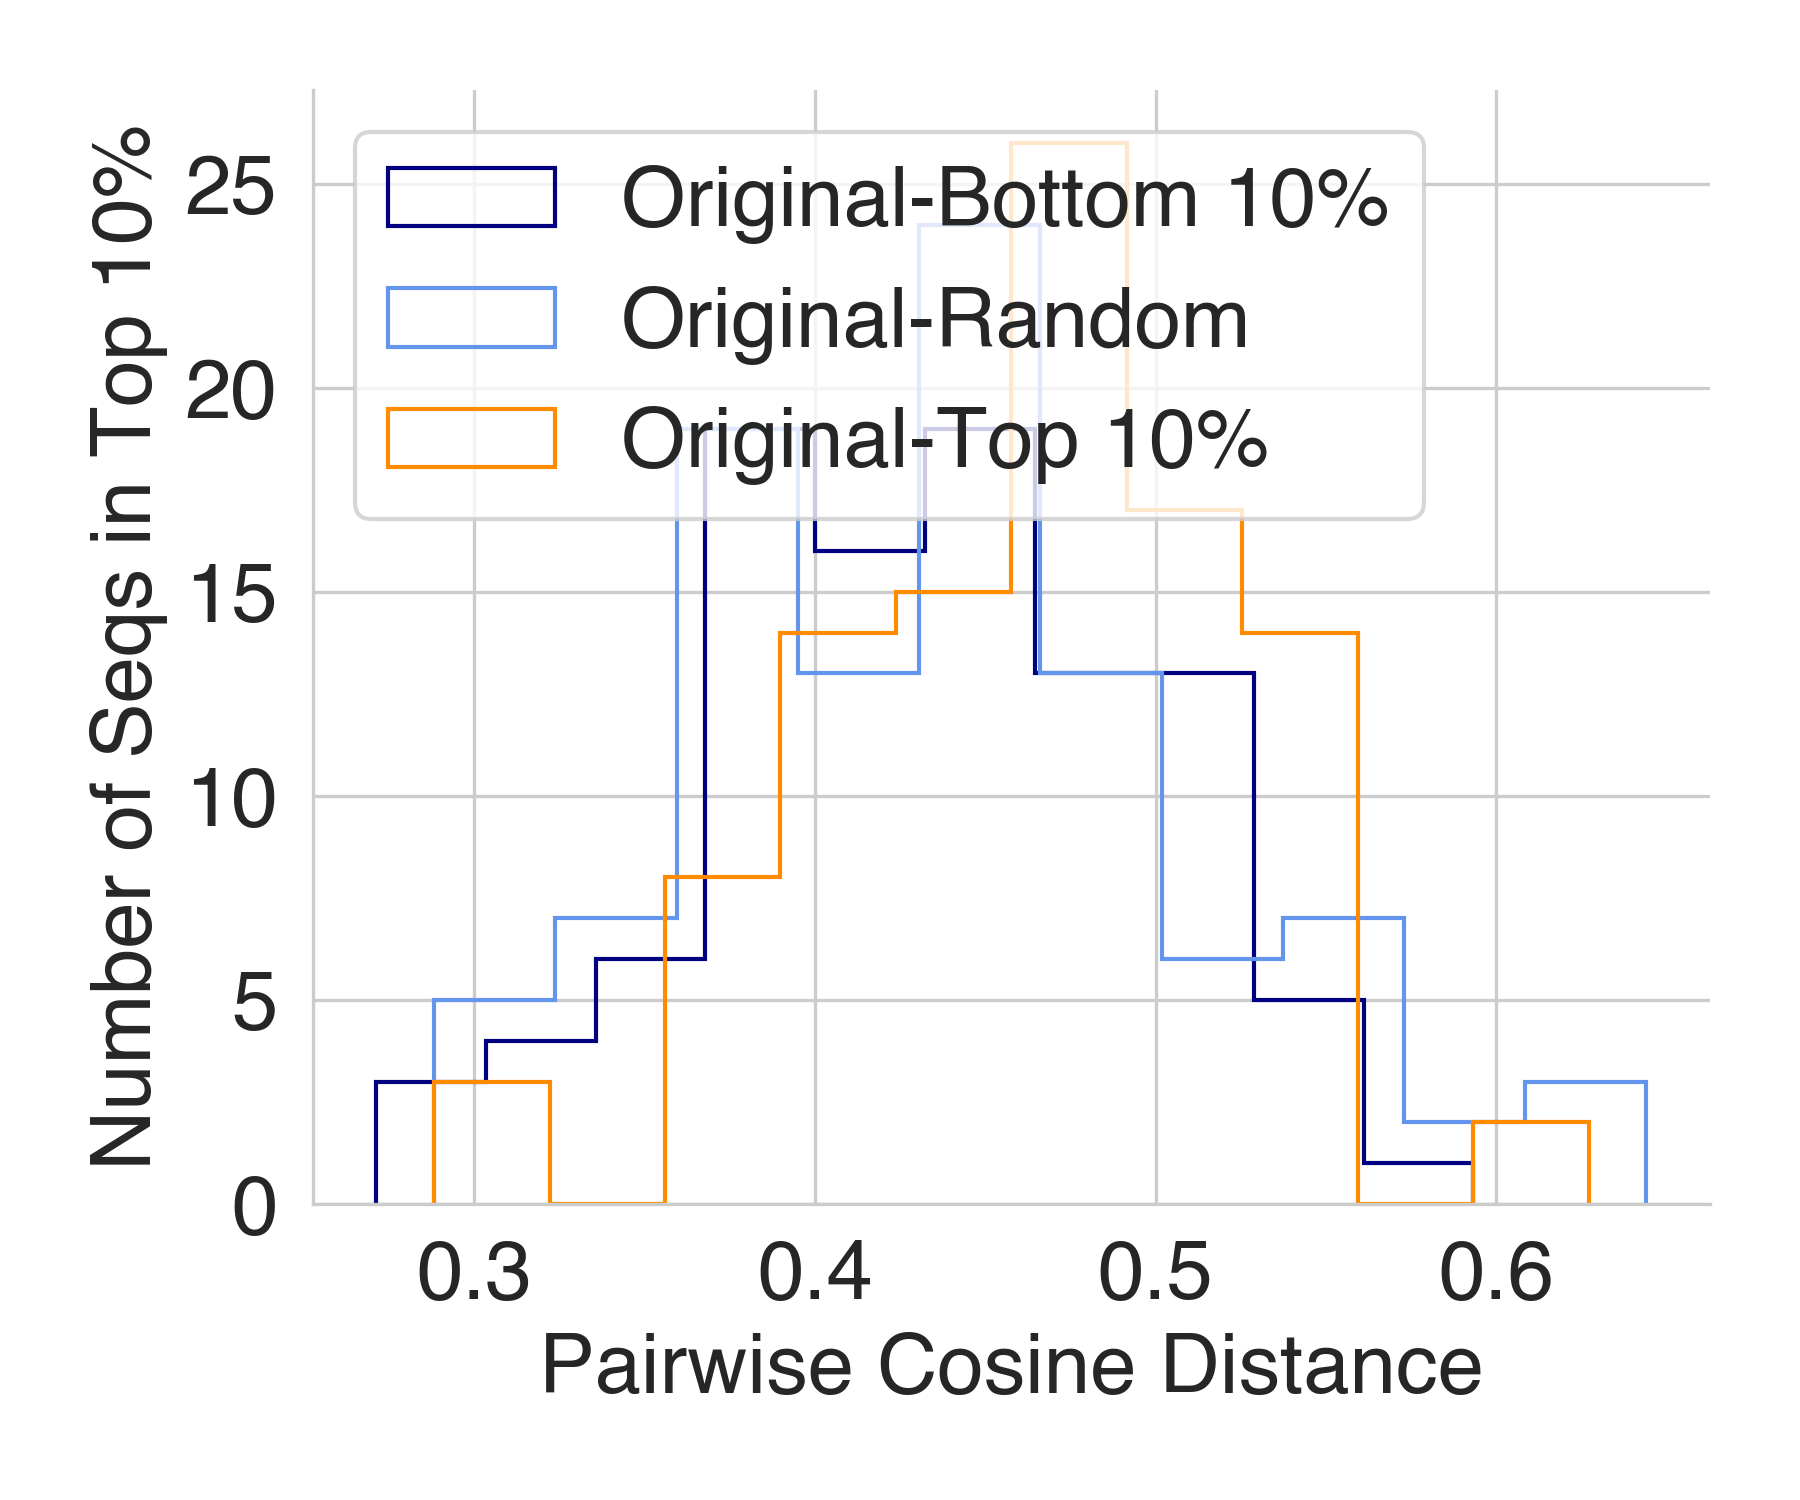 Number of Seqs in Top 10%
25
20
15
10
5
0
Original-Bottom 10%
Original-Random
Original-Top 10%
0.3 0.4 0.5 0.6
Pairwise Cosine Distance